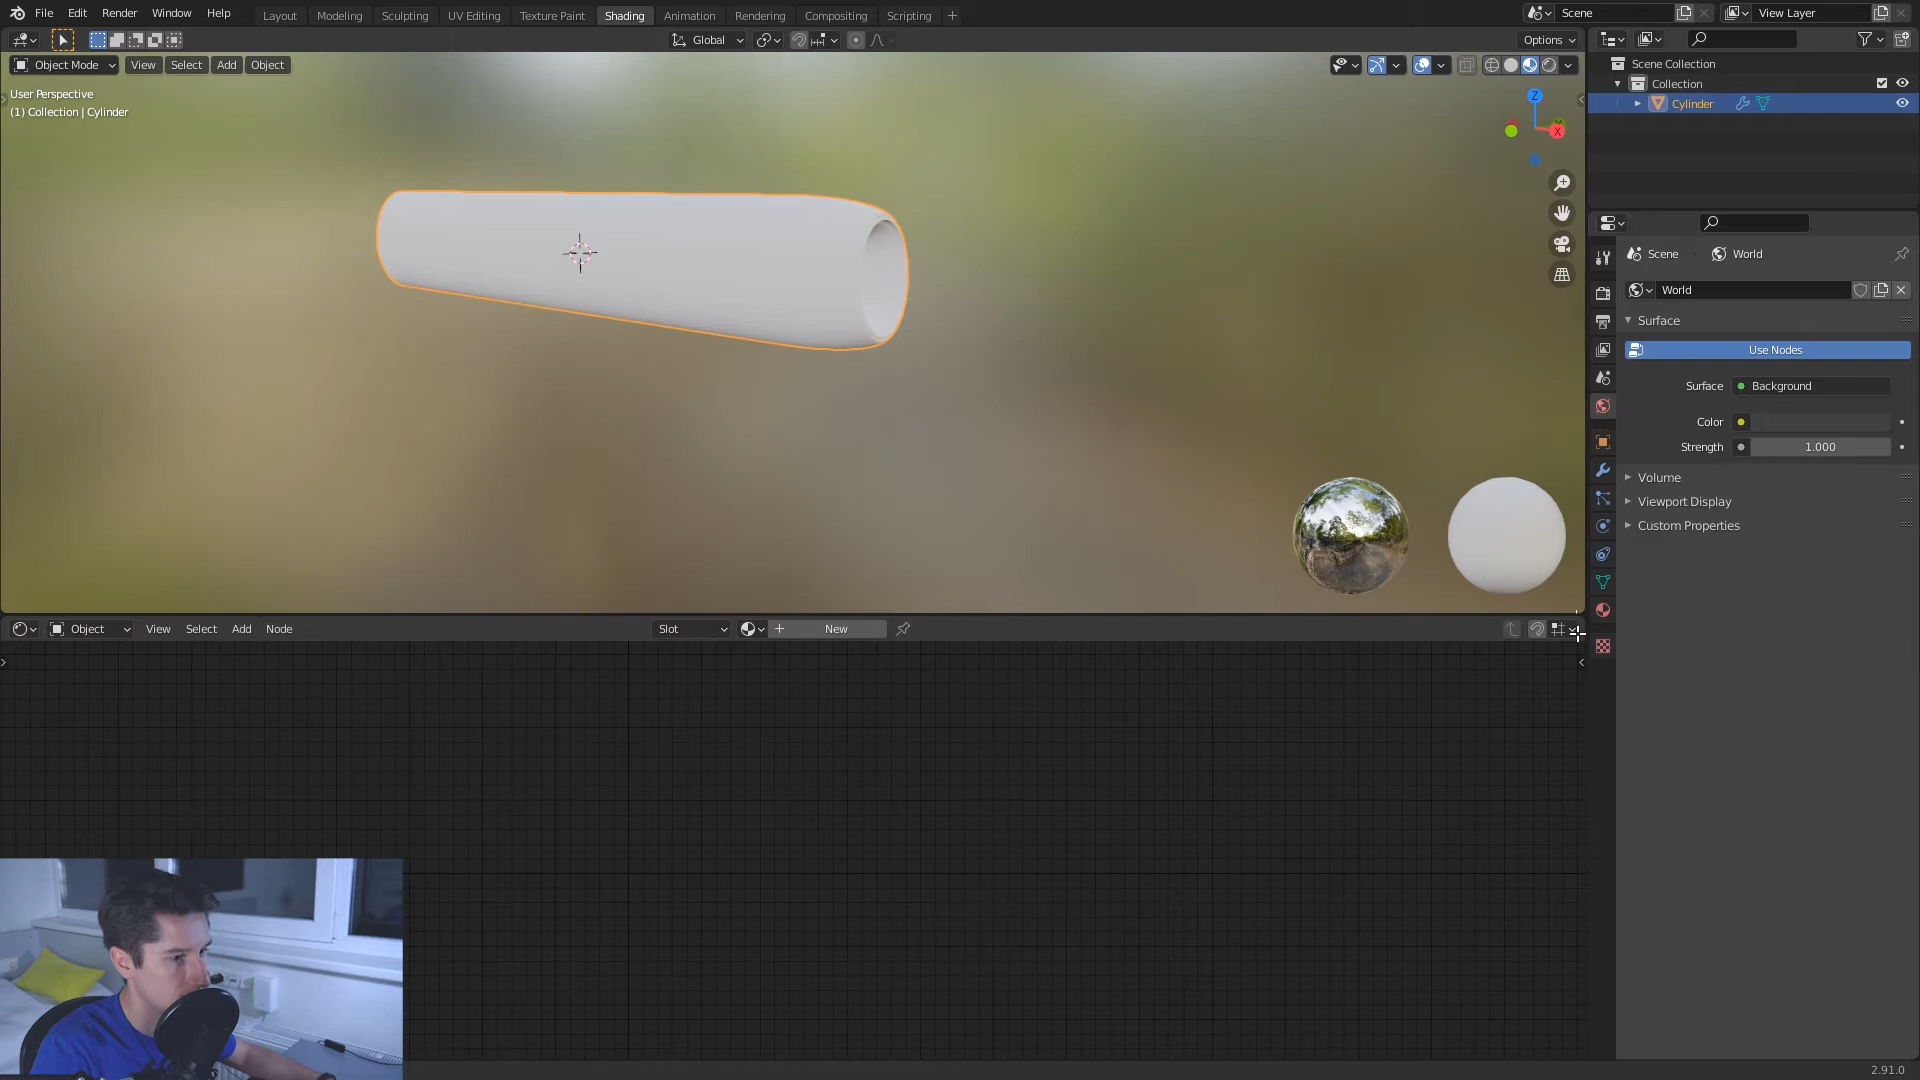 File Edit Render Window Help Layout Modeling Sculpting UV Editing Texture Paint Shading Animation Rendering Compositing Scripting + Scene View Layer
Global Options
Object Mode View Select Add Object
User Perspective
(1) Collection | Cylinder
Z
X
Scene Collection
Collection
Cylinder
Scene World
World
Surface
Use Nodes
Surface Background
Color
Strength 1.000
Volume
Viewport Display
Custom Properties
Object View Select Add Node Slot + New
2.91.0